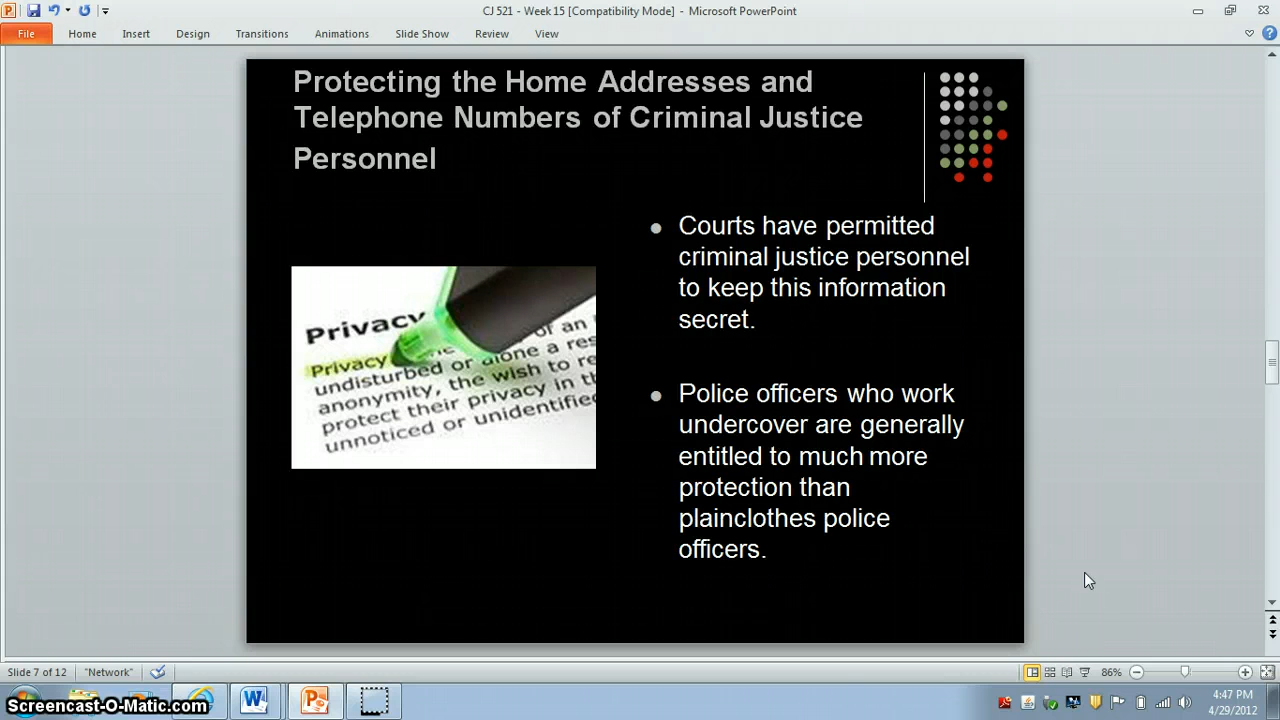 CJ 521 - Week 15 [Compatibility Mode] - Microsoft PowerPoint
File Home Insert Design Transitions Animations Slide Show Review View
Protecting the Home Addresses and
Telephone Numbers of Criminal Justice
Personnel
Courts have permitted
criminal justice personnel
to keep this information
secret.
Privacy
Privacy
of an
undisturbed or alone a
anonymity, the wish to
protect their privacy in
unnoticed or unidentified
Police officers who work
undercover are generally
entitled to much more
protection than
plainclothes police
officers.
Slide 7 of 12 "Network" 86%
Screencast-O-Matic.com
4:47 PM
4/29/2012